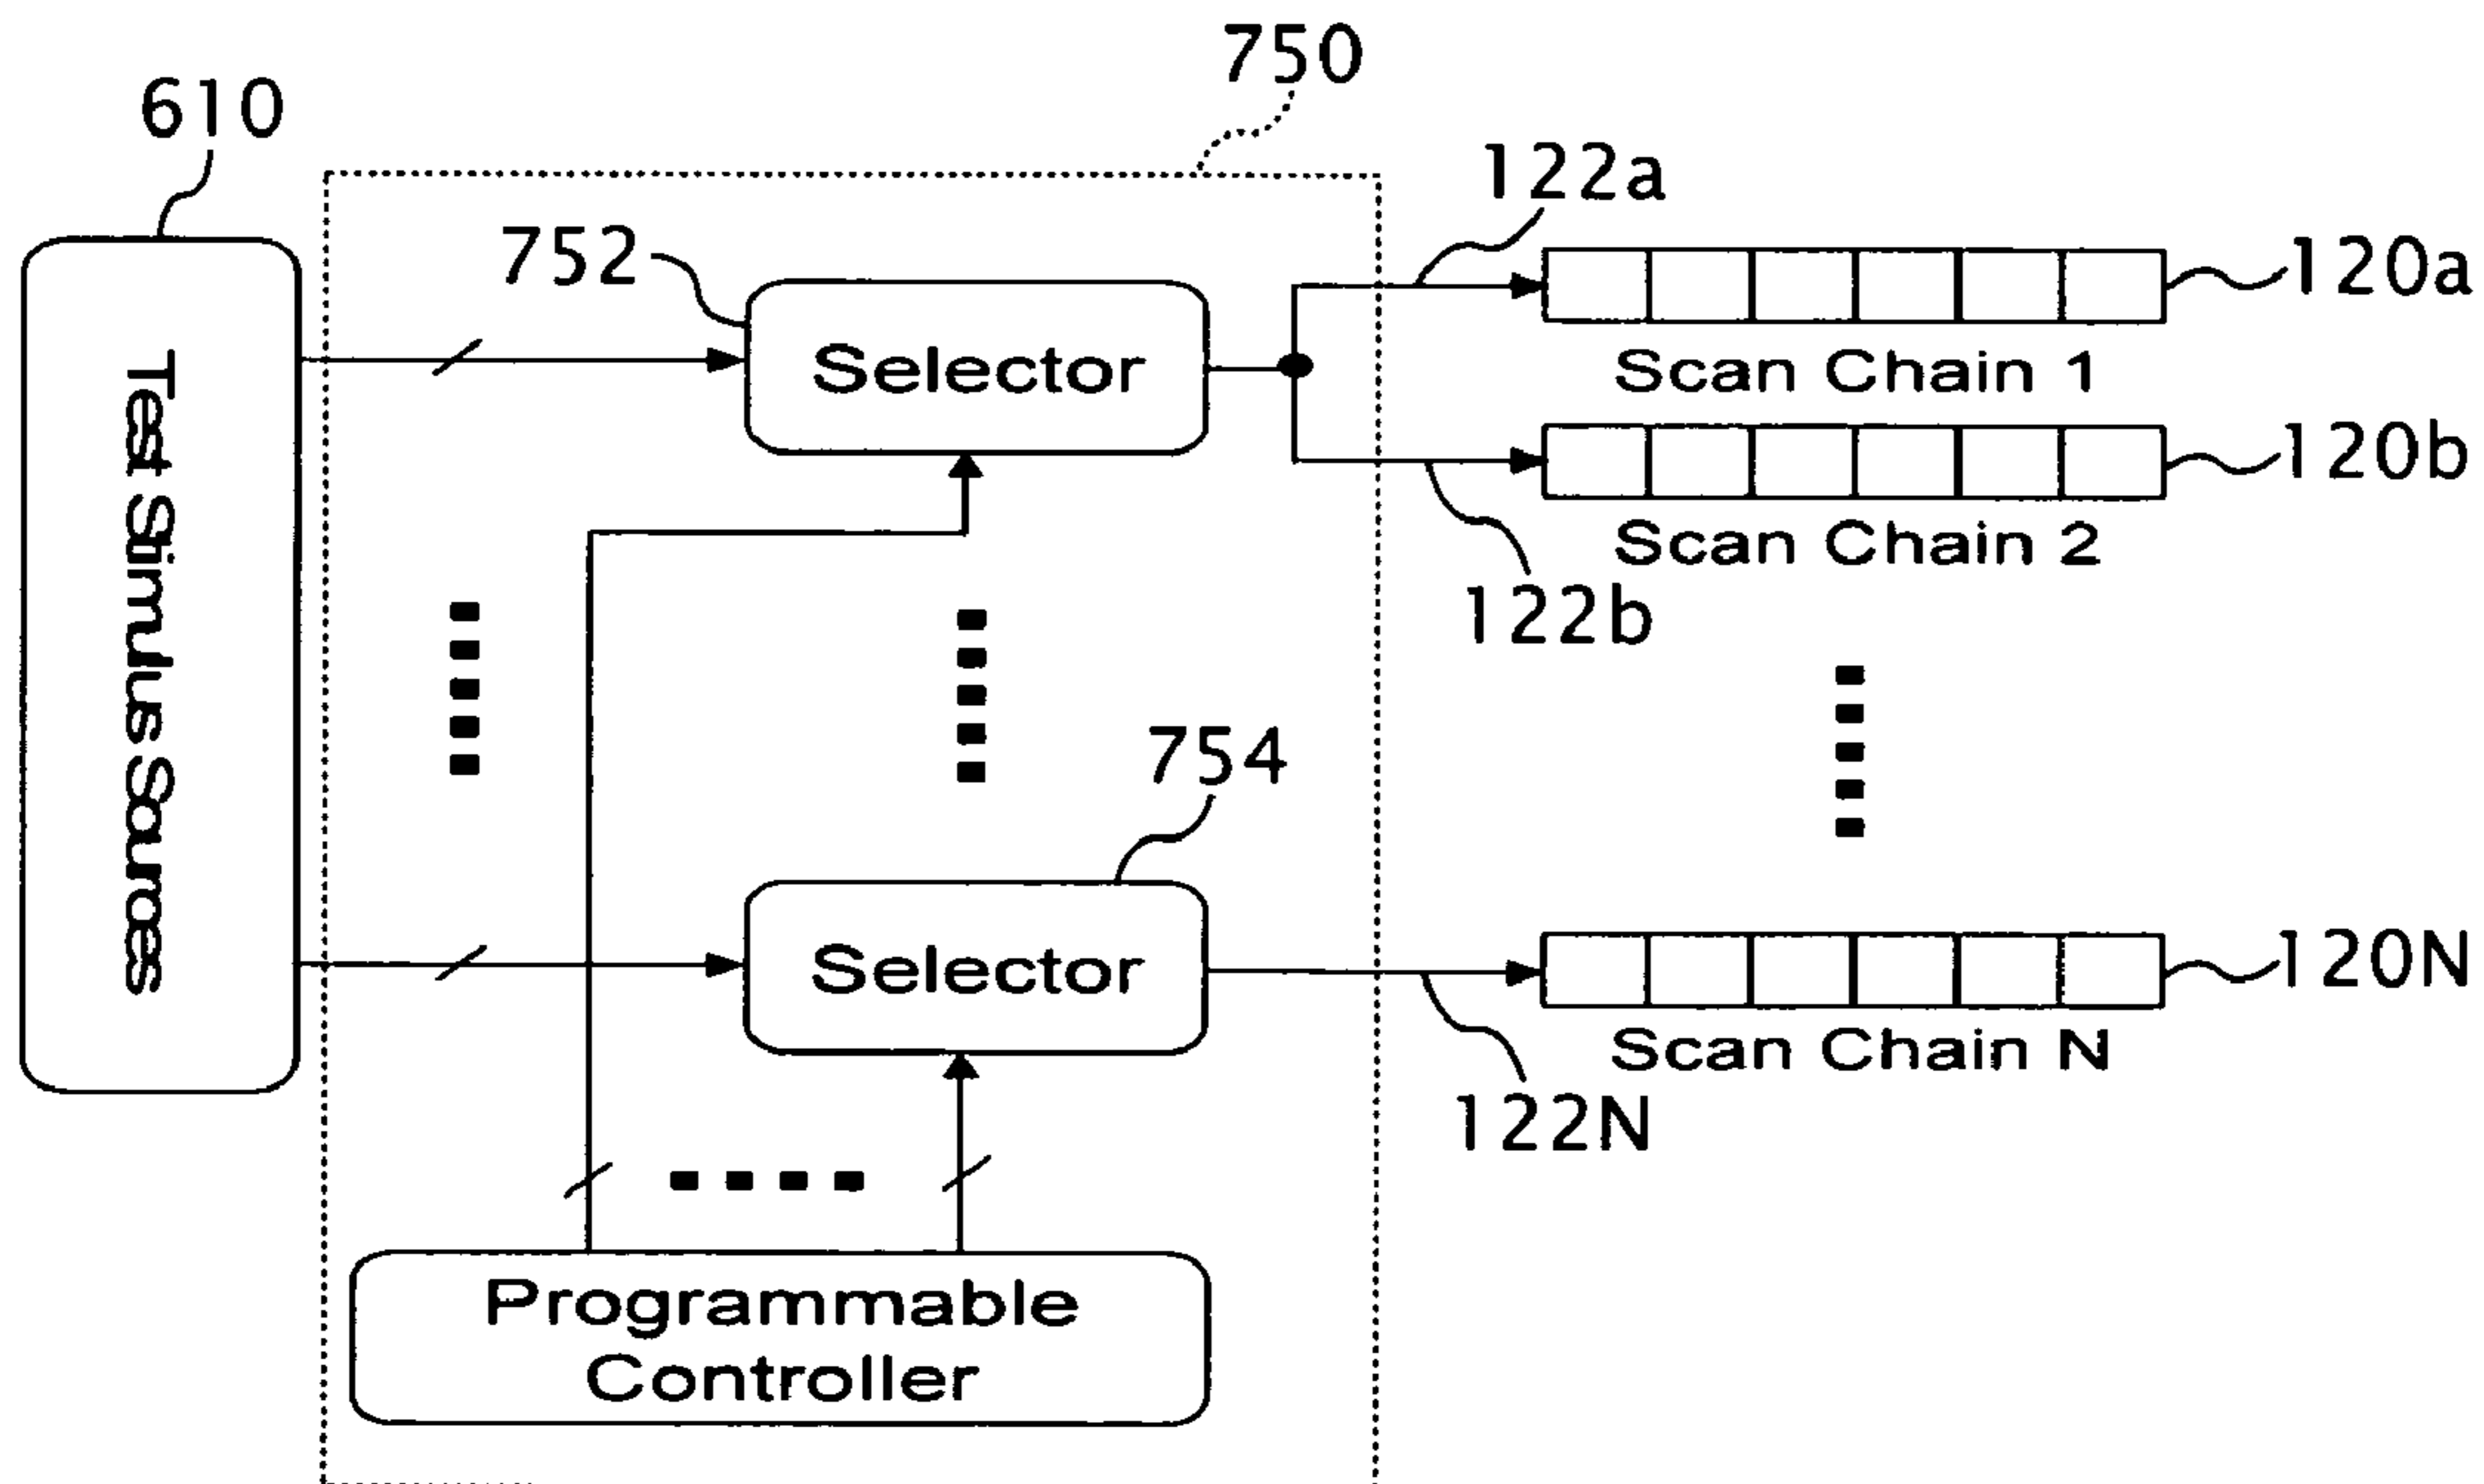 750
610
122a
752
120a
Selector
Scan Chain 1
120b
Scan Chain 2
122b
Test Stimulus Sources
754
Selector
120N
Scan Chain N
122N
Programmable
Controller